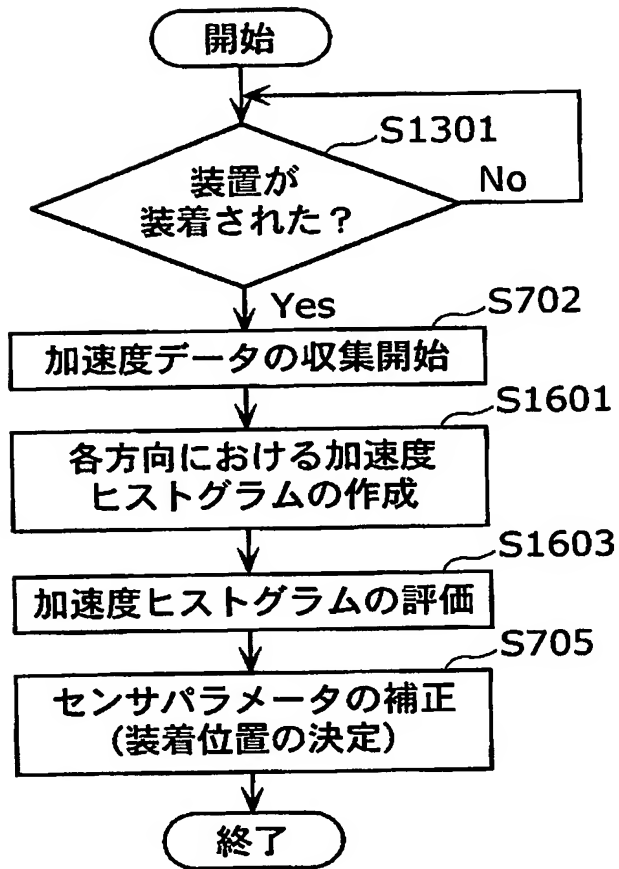 開始
S1301
装置が
装着された?
No
Yes
S702
加速度データの収集開始
S1601
各方向における加速度
ヒストグラムの作成
S1603
加速度ヒストグラムの評価
S705
センサパラメータの補正
(装着位置の決定)
終了